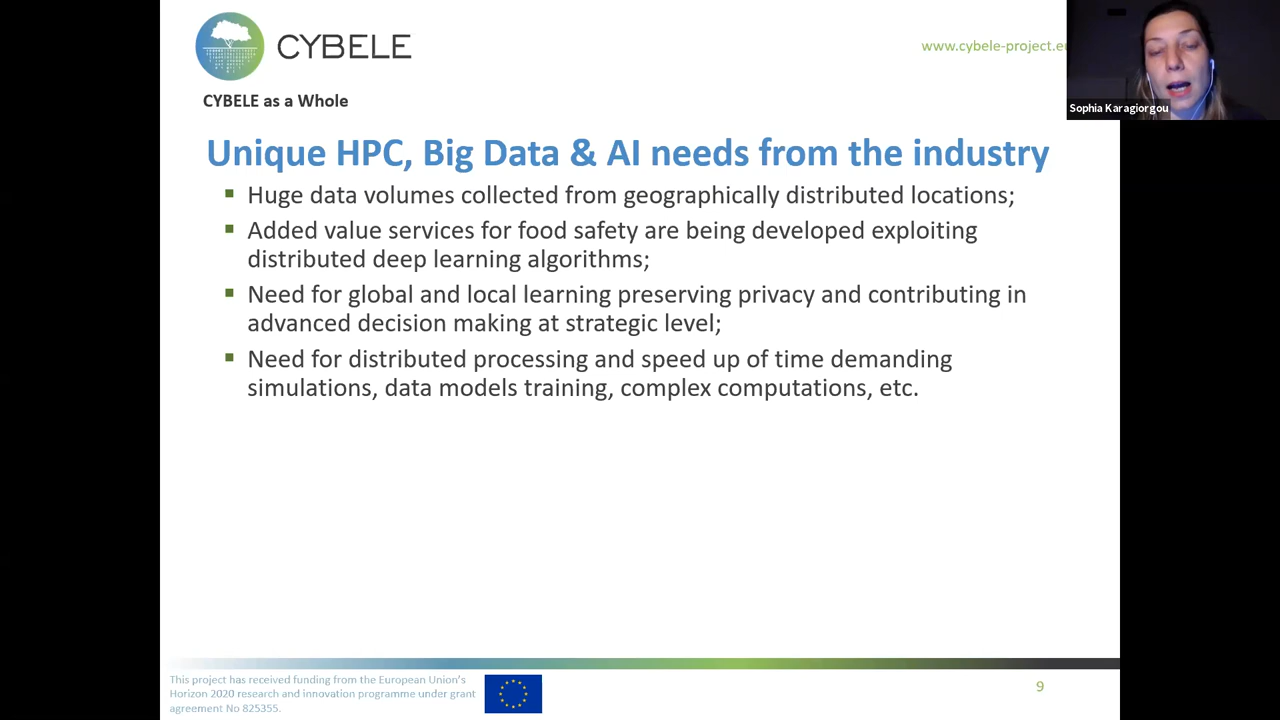 CYBELE
www.cybele-project.e
Sophia Karagiorgou
CYBELE as a Whole
Unique HPC, Big Data & AI needs from the industry
Huge data volumes collected from geographically distributed locations;
Added value services for food safety are being developed exploiting
distributed deep learning algorithms;
Need for global and local learning preserving privacy and contributing in
advanced decision making at strategic level;
Need for distributed processing and speed up of time demanding
simulations, data models training, complex computations, etc.
This project has received funding from the European Union's
Horizon 2020 research and innovation programme under grant
agreement No 825355.
9